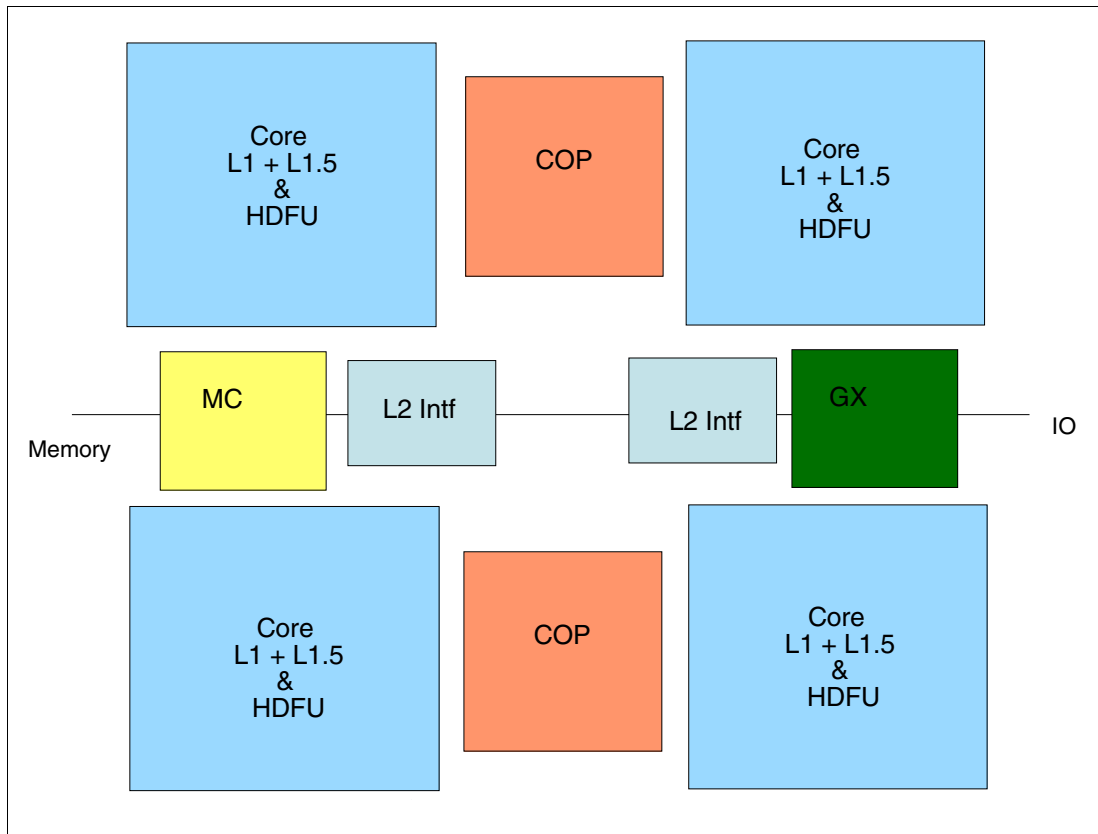 Core
L1 + L1.5
&
HDFU
COP
Core
L1 + L1.5
&
HDFU
MC
L2 Intf
L2 Intf
GX
Memory
IO
Core
L1 + L1.5
&
HDFU
COP
Core
L1 + L1.5
&
HDFU